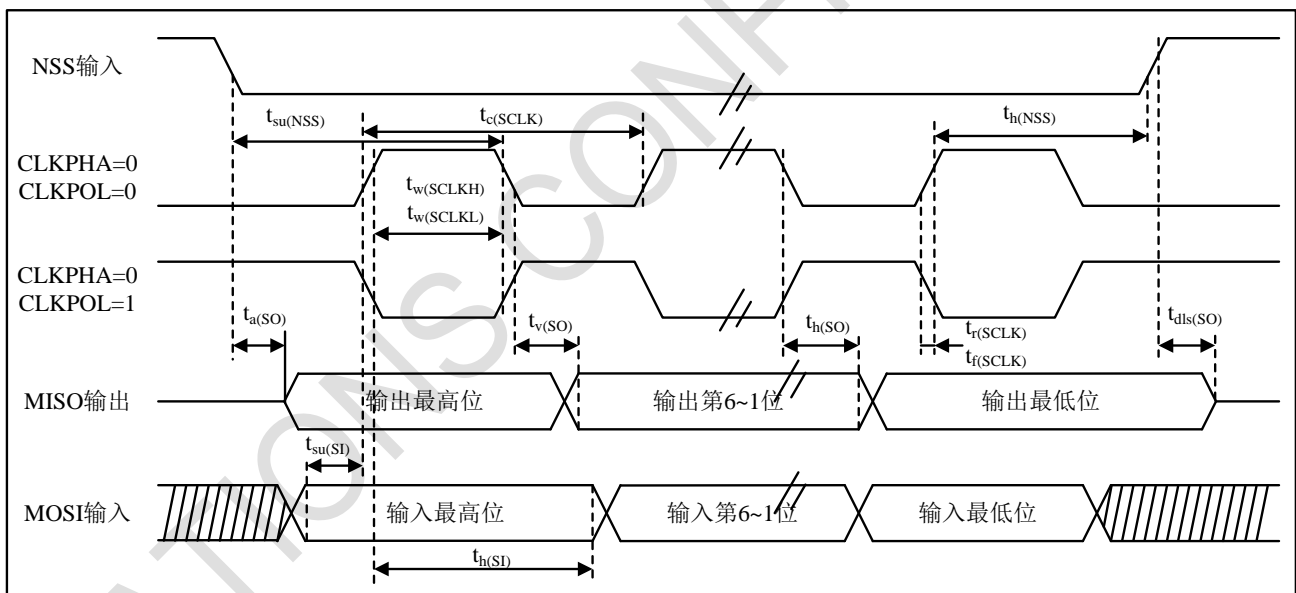 NSS输入
t_su(NSS)
t_c(SCLK)
t_h(NSS)
CLKPHA=0
CLKPOL=0
t_w(SCLKH)
t_w(SCLKL)
CLKPHA=0
CLKPOL=1
t_a(SO)
t_v(SO)
t_h(SO)
t_r(SCLK)
t_f(SCLK)
t_dls(SO)
MISO输出
输出最高位
输出第6~1位
输出最低位
t_su(SI)
MOSI输入
输入最高位
输入第6~1位
输入最低位
t_h(SI)
ATIONS CONF